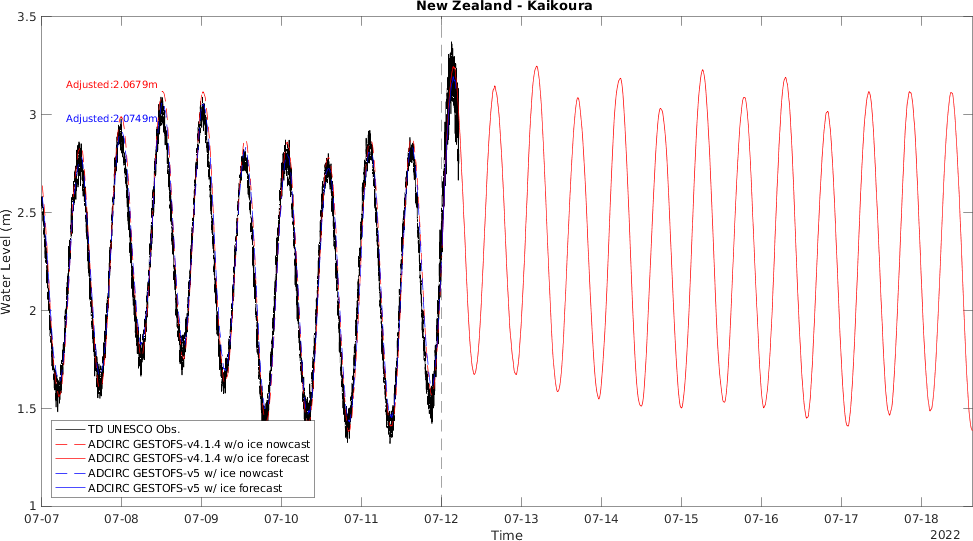 New Zealand - Kaikoura
3.5
3
2.5
2
1.5
1
Water Level (m)
Adjusted:2.0679m
Adjusted:2.0749m
TD UNESCO Obs.
ADCIRC GESTOFS-v4.1.4 w/o ice nowcast
ADCIRC GESTOFS-v4.1.4 w/o ice forecast
ADCIRC GESTOFS-v5 w/ ice nowcast
ADCIRC GESTOFS-v5 w/ ice forecast
07-07 07-08 07-09 07-10 07-11 07-12 07-13 07-14 07-15 07-16 07-17 07-18
Time
2022